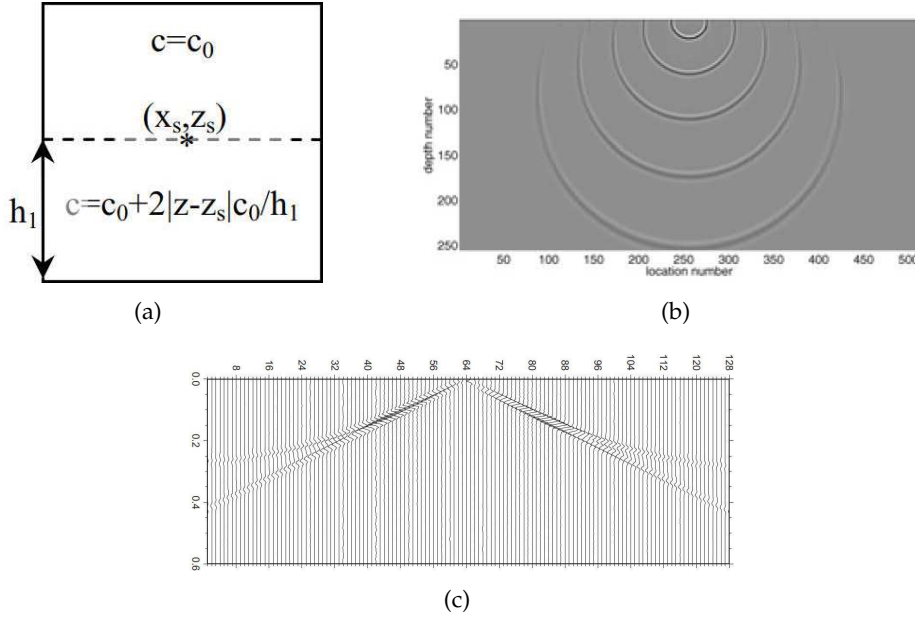 c=c₀
(xₛ,zₛ)
*
h₁
c=c₀+2|z-zₛ|c₀/h₁
(a)
depth number
50
100
150
200
250
50 100 150 200 250 300 350 400 450 500
location number
(b)
8 16 24 32 40 48 56 64 72 80 88 96 104 112 120 128
0.0
0.2
0.4
0.6
(c)